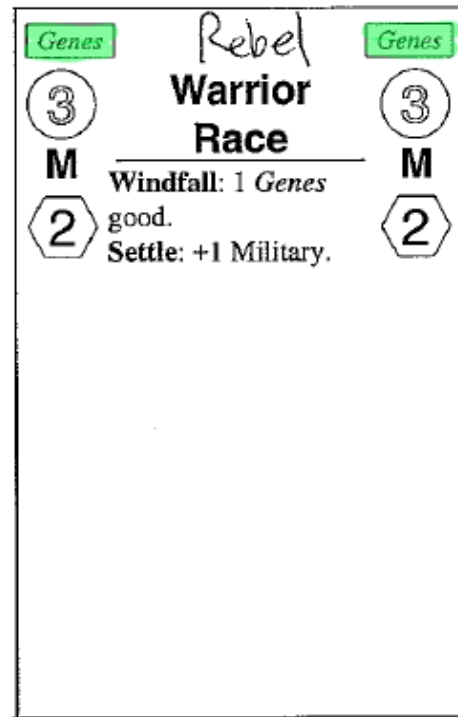 Genes Rebel Genes
3 Warrior 3
Race
M M
Windfall: 1 Genes
2 good. 2
Settle: +1 Military.